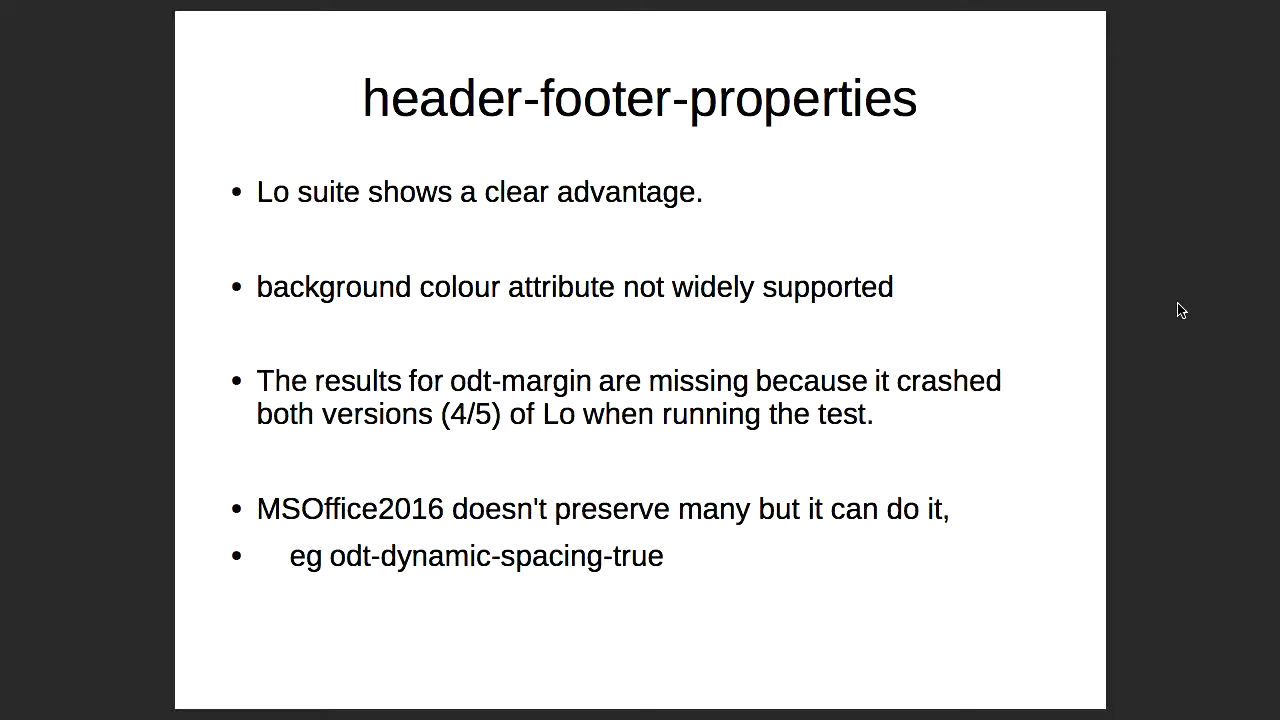 header-footer-properties
• Lo suite shows a clear advantage.
• background colour attribute not widely supported
• The results for odt-margin are missing because it crashed
both versions (4/5) of Lo when running the test.
• MSOffice2016 doesn't preserve many but it can do it,
• eg odt-dynamic-spacing-true